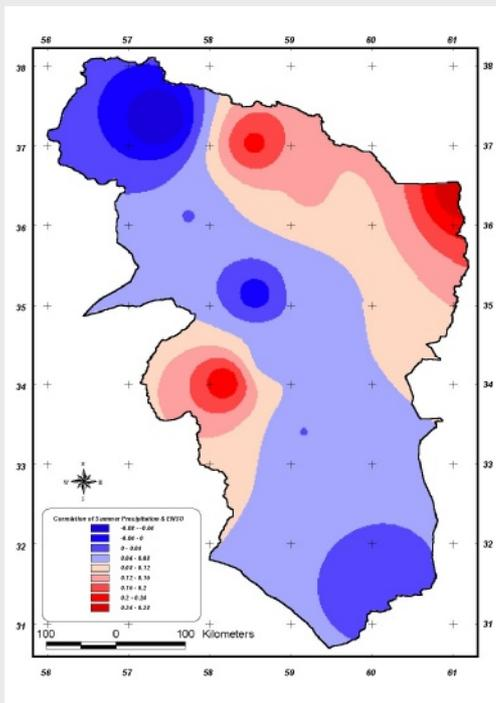 56 57 58 59 60 61
38 38
37 37
36 36
35 35
34 34
33 33
32 32
31 31
Correlation of Summer Precipitation & ENSO
-0.08 - -0.04
-0.04 - 0
0 - 0.04
0.04 - 0.08
0.08 - 0.12
0.12 - 0.16
0.16 - 0.2
0.2 - 0.24
0.24 - 0.28
100 0 100 Kilometers
56 57 58 59 60 61